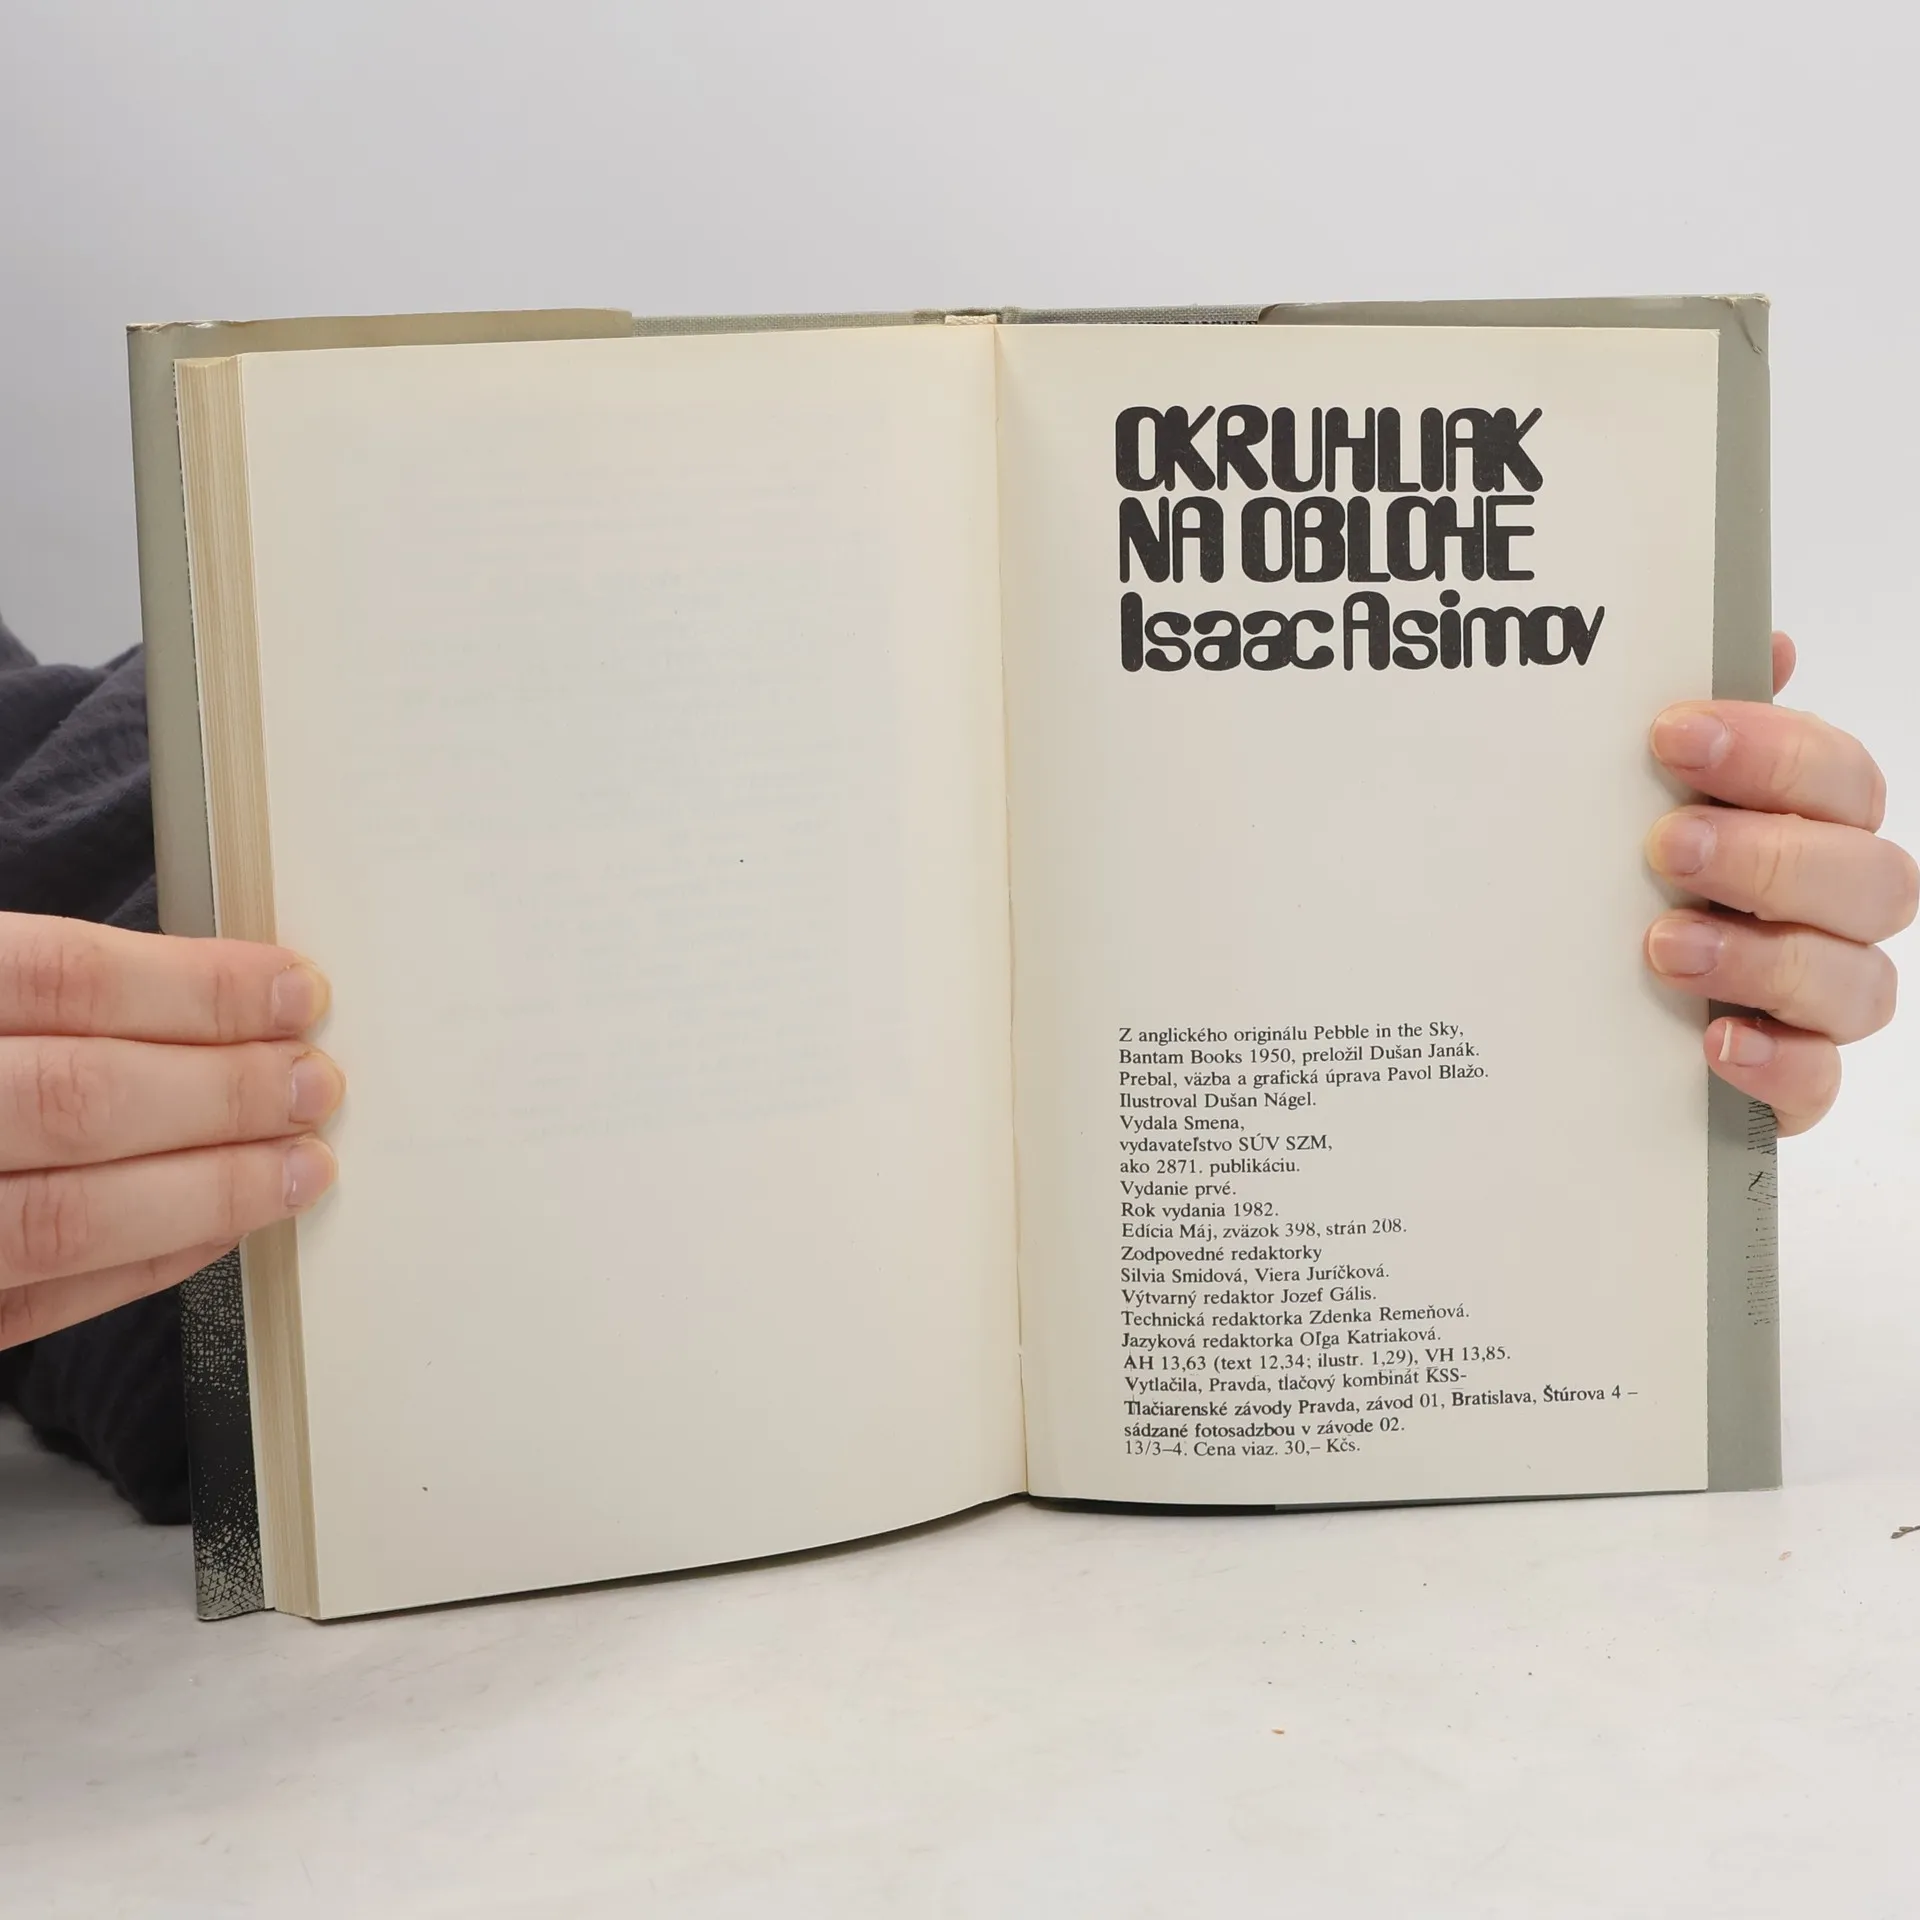 OKRUHLIAK
NA OBLOHE
Isaac Asimov
Z anglického originálu Pebble in the Sky,
Bantam Books 1950, preložil Dušan Janák.
Prebal, väzba a grafická úprava Pavol Blažo.
Ilustroval Dušan Nágel.
Vydala Smena,
vydavateľstvo SÚV SZM,
ako 2871. publikáciu.
Vydanie prvé.
Rok vydania 1982.
Edícia Máj, zväzok 398, strán 208.
Zodpovedné redaktorky
Silvia Smidová, Viera Juríčková.
Výtvarný redaktor Jozef Gális.
Technická redaktorka Zdenka Remeňová.
Jazyková redaktorka Oľga Katriaková.
AH 13,63 (text 12,34; ilustr. 1,29), VH 13,85.
Vytlačila, Pravda, tlačový kombinát KSS-
Tlačiarenské závody Pravda, závod 01, Bratislava, Štúrova 4 –
sádzané fotosadzbou v závode 02.
13/3–4. Cena viaz. 30,– Kčs.